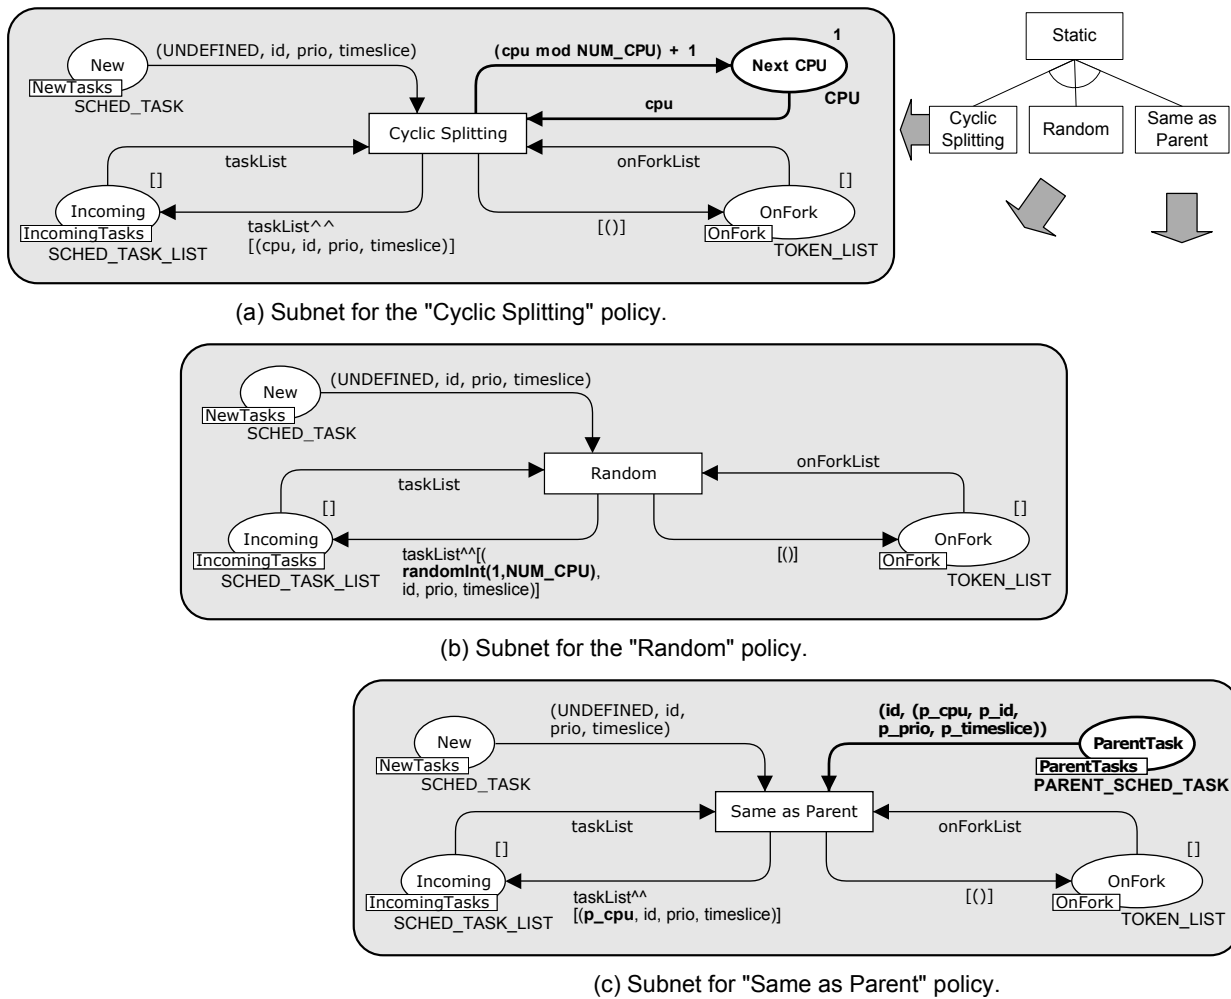 New
NewTasks
SCHED_TASK
(UNDEFINED, id, prio, timeslice)
(cpu mod NUM_CPU) + 1
1
Next CPU
CPU
cpu
Cyclic Splitting
taskList
onForkList
[]
Incoming
IncomingTasks
SCHED_TASK_LIST
taskList^^
[(cpu, id, prio, timeslice)]
[()]
[]
OnFork
OnFork
TOKEN_LIST
Static
Cyclic
Splitting
Random
Same as
Parent
(a) Subnet for the "Cyclic Splitting" policy.
New
NewTasks
SCHED_TASK
(UNDEFINED, id, prio, timeslice)
Random
taskList
onForkList
[]
Incoming
IncomingTasks
SCHED_TASK_LIST
taskList^^[(
randomInt(1,NUM_CPU),
id, prio, timeslice)]
[()]
[]
OnFork
OnFork
TOKEN_LIST
(b) Subnet for the "Random" policy.
New
NewTasks
SCHED_TASK
(UNDEFINED, id,
prio, timeslice)
(id, (p_cpu, p_id,
p_prio, p_timeslice))
ParentTask
ParentTasks
PARENT_SCHED_TASK
Same as Parent
taskList
onForkList
[]
Incoming
IncomingTasks
SCHED_TASK_LIST
taskList^^
[(p_cpu, id, prio, timeslice)]
[()]
[]
OnFork
OnFork
TOKEN_LIST
(c) Subnet for "Same as Parent" policy.